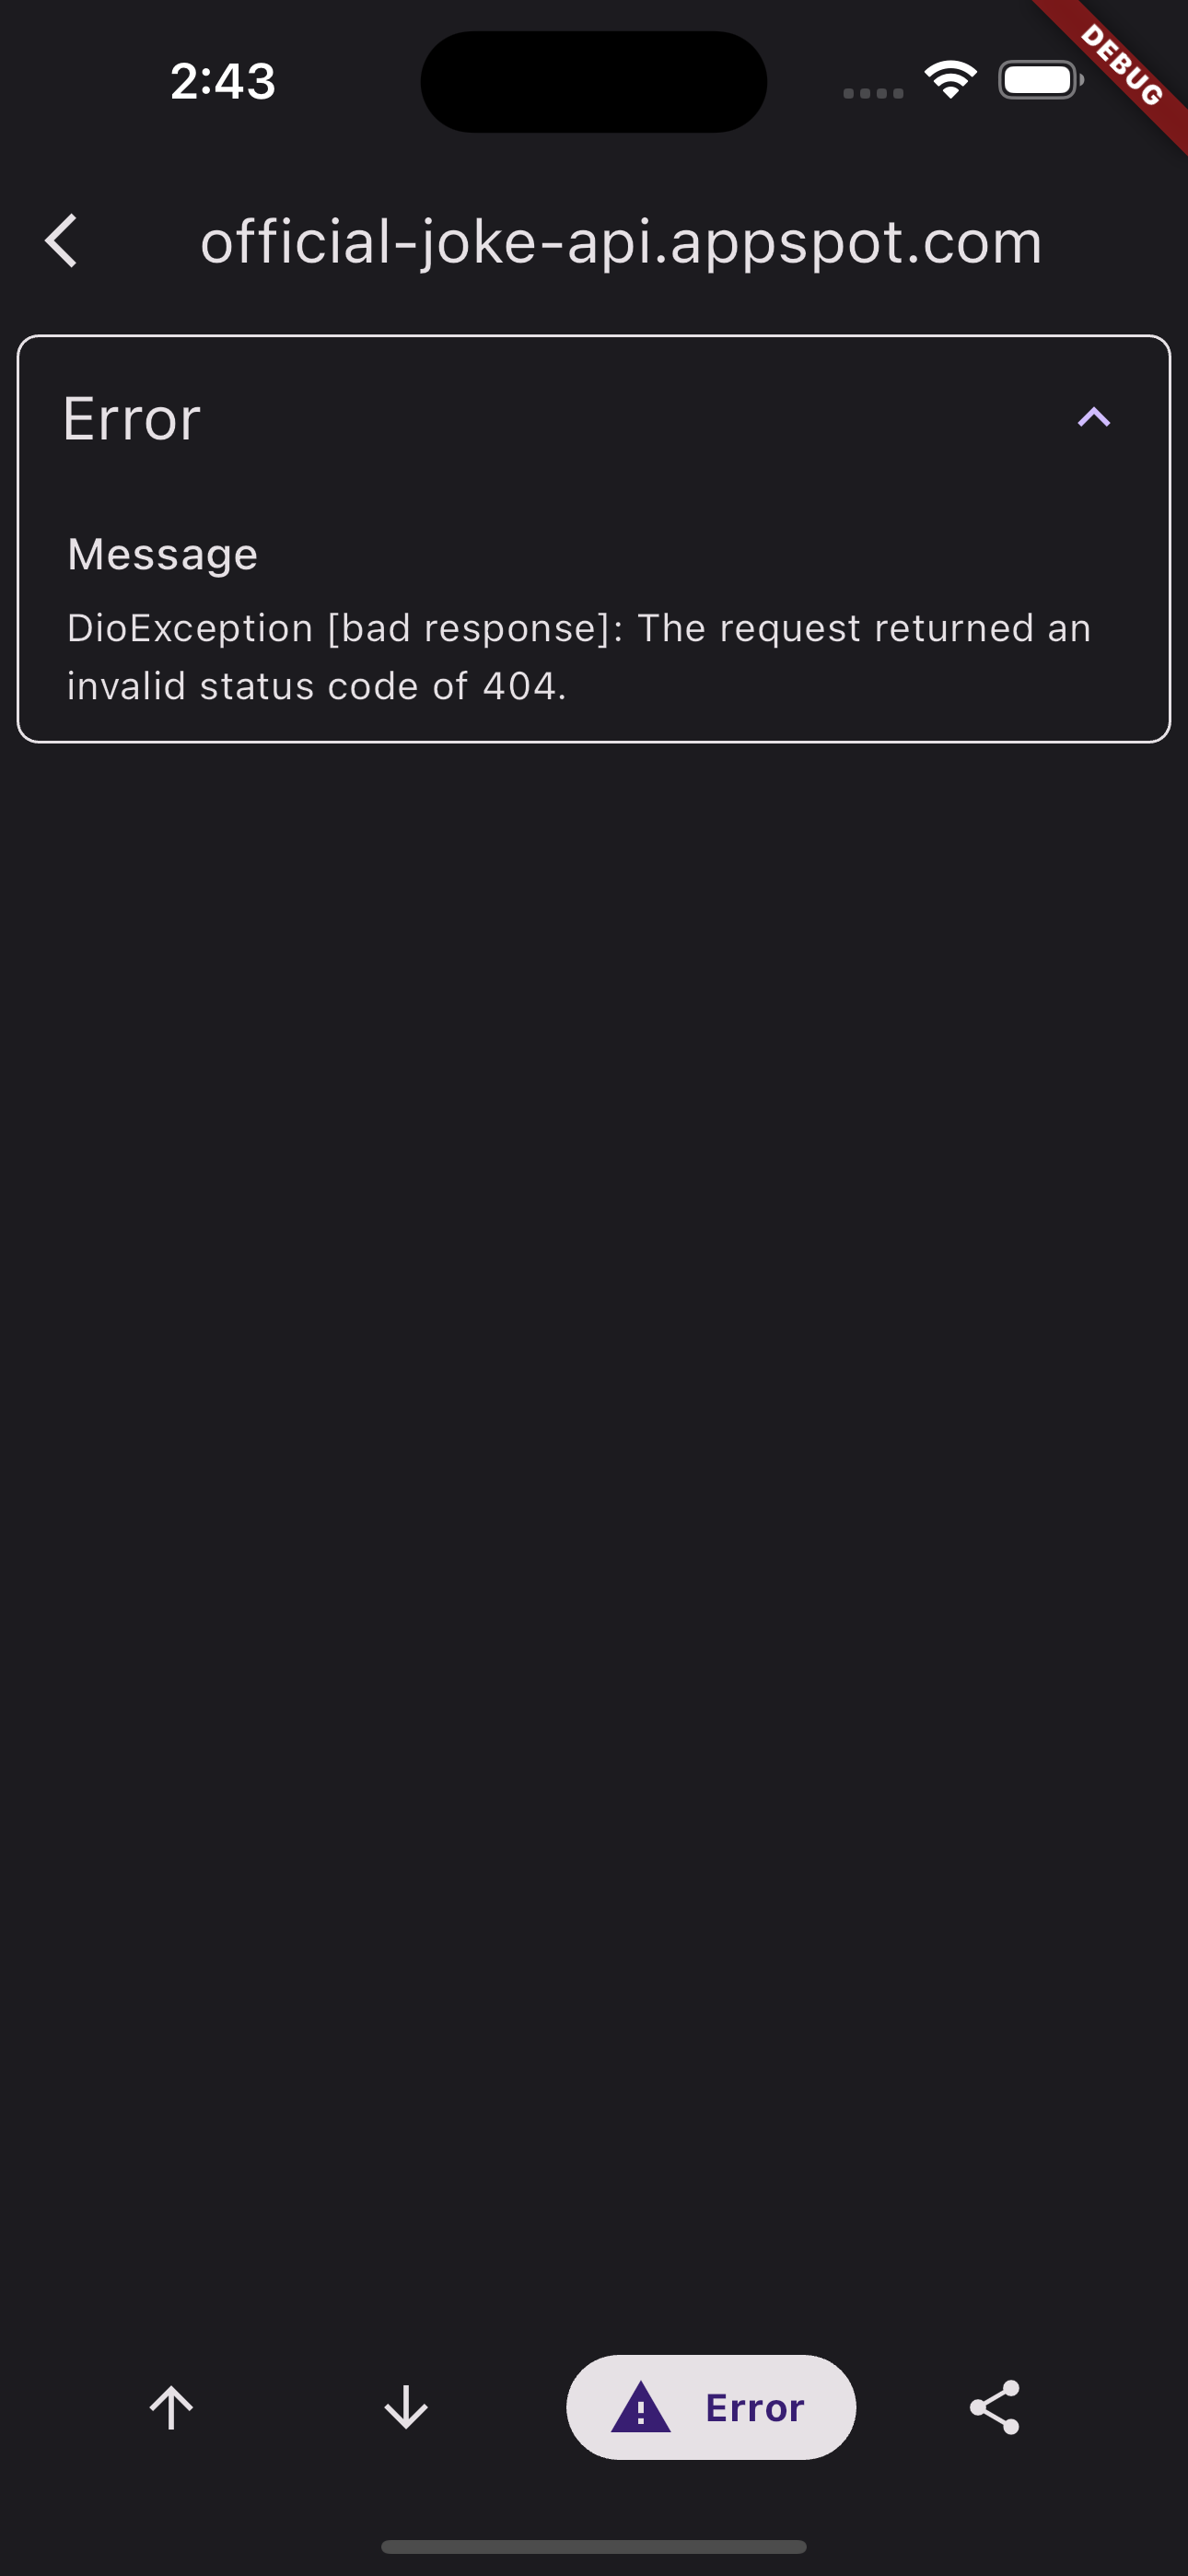 2:43
DEBUG
official-joke-api.appspot.com
Error
Message
DioException [bad response]: The request returned an
invalid status code of 404.
Error